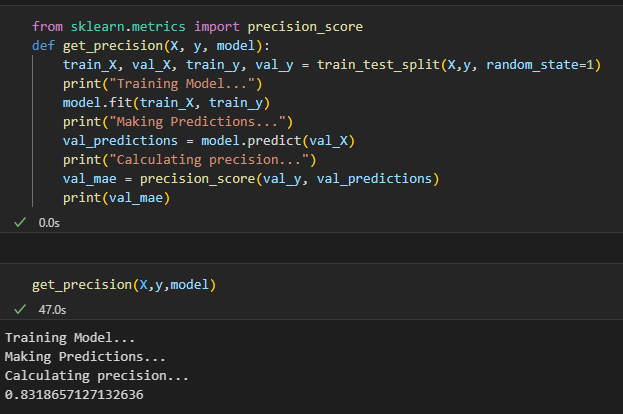 from sklearn.metrics import precision_score
def get_precision(X, y, model):
    train_X, val_X, train_y, val_y = train_test_split(X,y, random_state=1)
    print("Training Model...")
    model.fit(train_X, train_y)
    print("Making Predictions...")
    val_predictions = model.predict(val_X)
    print("Calculating precision...")
    val_mae = precision_score(val_y, val_predictions)
    print(val_mae)
0.0s
get_precision(X,y,model)
47.0s
Training Model...
Making Predictions...
Calculating precision...
0.8318657127132636